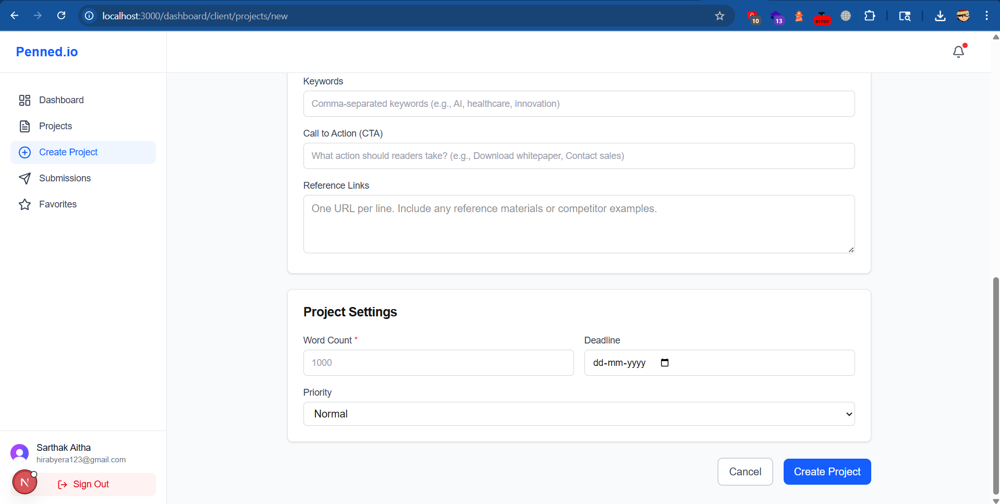 localhost:3000/dashboard/client/projects/new
10
13
error
Penned.io
Dashboard
Projects
Create Project
Submissions
Favorites
Keywords
Comma-separated keywords (e.g., AI, healthcare, innovation)
Call to Action (CTA)
What action should readers take? (e.g., Download whitepaper, Contact sales)
Reference Links
One URL per line. Include any reference materials or competitor examples.
Project Settings
Word Count *
Deadline
1000
dd-mm-yyyy
Priority
Normal
Cancel
Create Project
Sarthak Aitha
hirabyera123@gmail.com
N
Sign Out